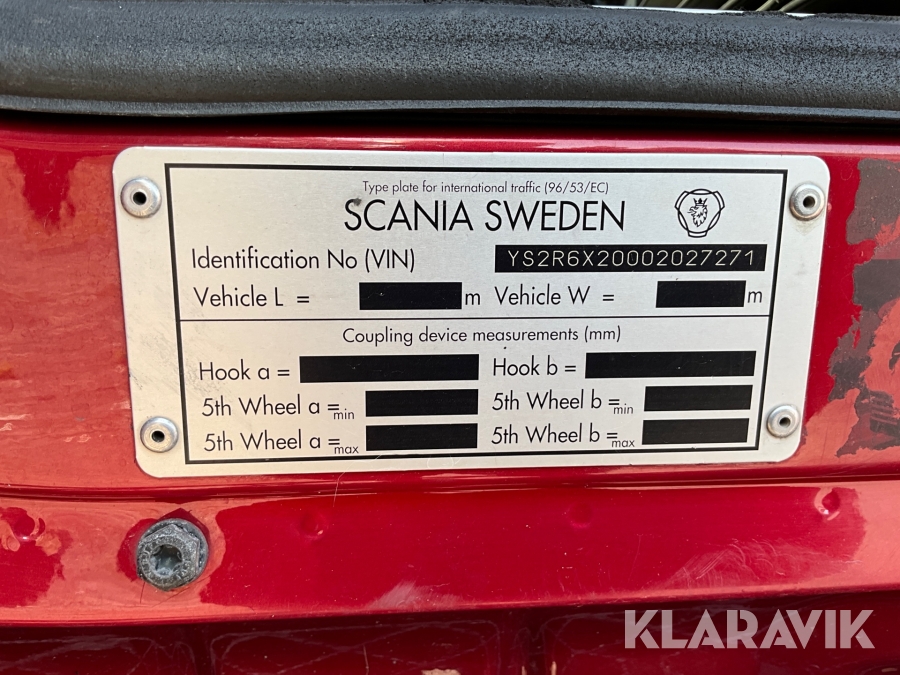 Type plate for international traffic (96/53/EC)
SCANIA SWEDEN
Identification No (VIN) YS2R6X20002027271
Vehicle L = m Vehicle W = m
Coupling device measurements (mm)
Hook a = Hook b =
5th Wheel a =min 5th Wheel b =min
5th Wheel a =max 5th Wheel b =max
KLARAVIK